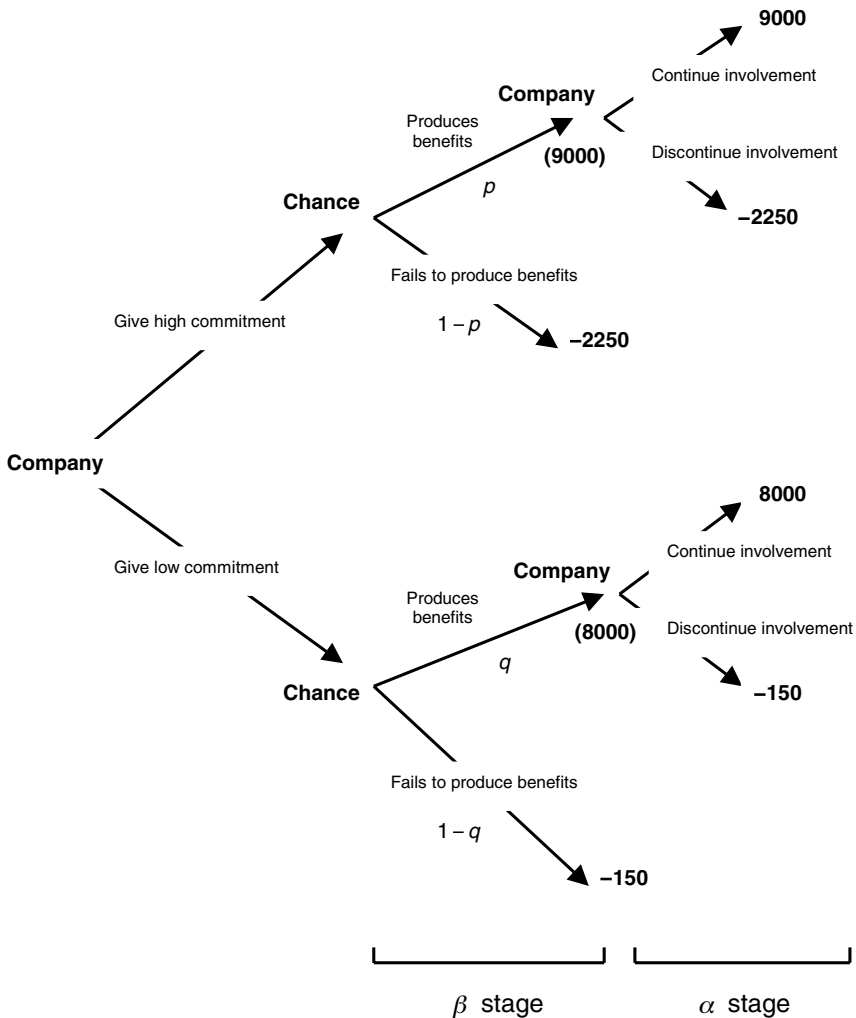 9000
Continue involvement
Company
Produces
benefits
(9000)
Discontinue involvement
p
Chance
−2250
Fails to produce benefits
Give high commitment
1 – p
−2250
Company
8000
Continue involvement
Give low commitment
Company
Produces
benefits
(8000)
Discontinue involvement
q
Chance
−150
Fails to produce benefits
1 – q
−150
β stage
α stage